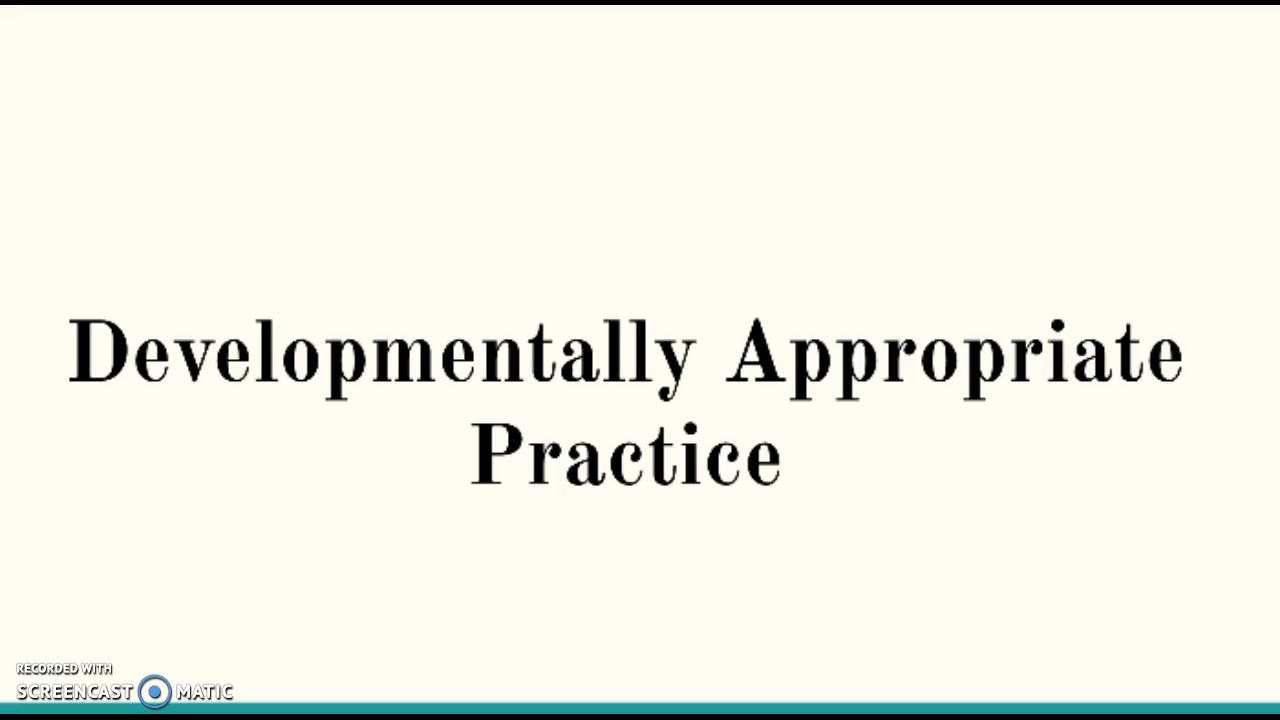 Developmentally Appropriate
Practice
RECORDED WITH
SCREENCAST MATIC